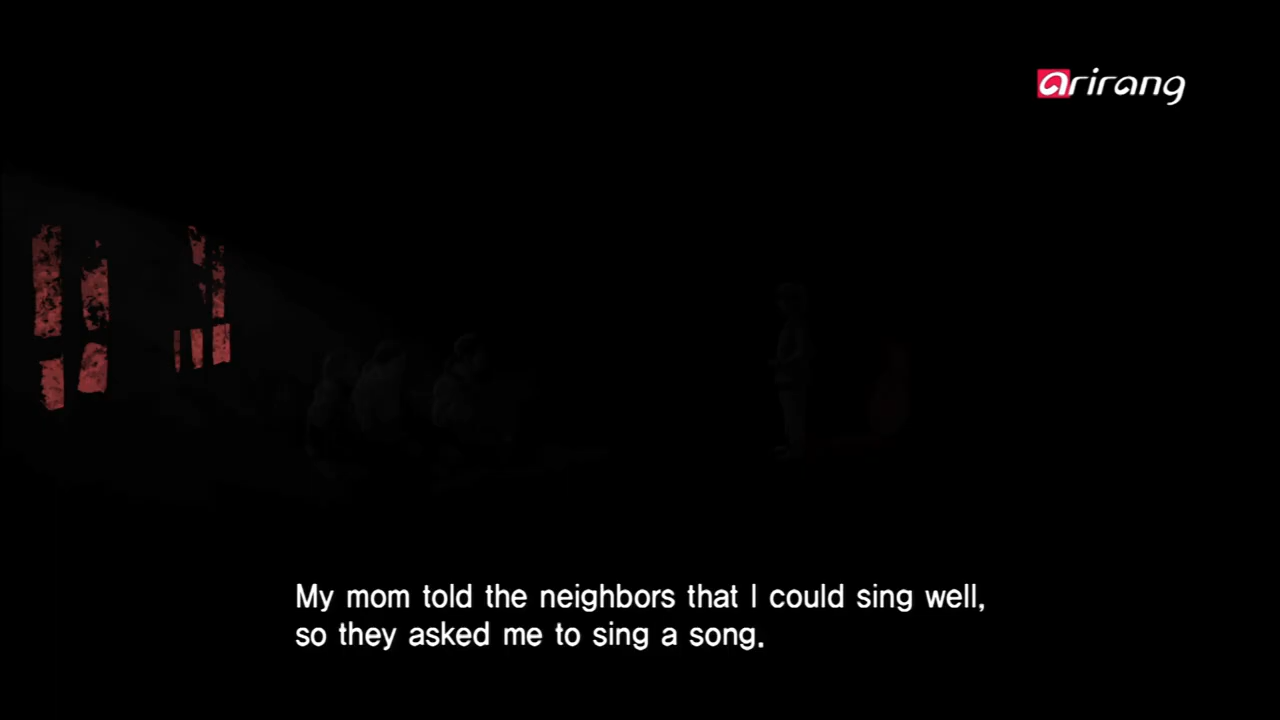 arirang
My mom told the neighbors that I could sing well,
so they asked me to sing a song.